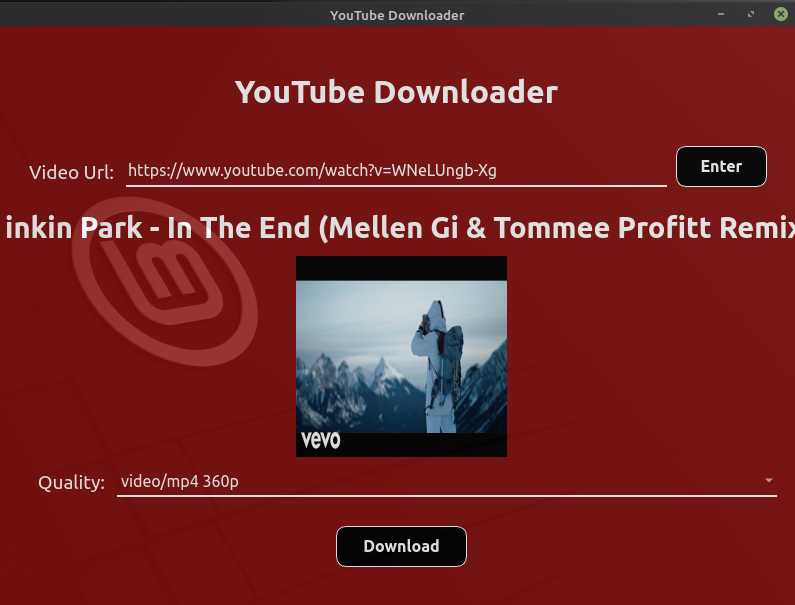 YouTube Downloader
YouTube Downloader
Video Url: https://www.youtube.com/watch?v=WNeLUngb-Xg Enter
inkin Park - In The End (Mellen Gi & Tommee Profitt Remix
vevo
Quality: video/mp4 360p
Download